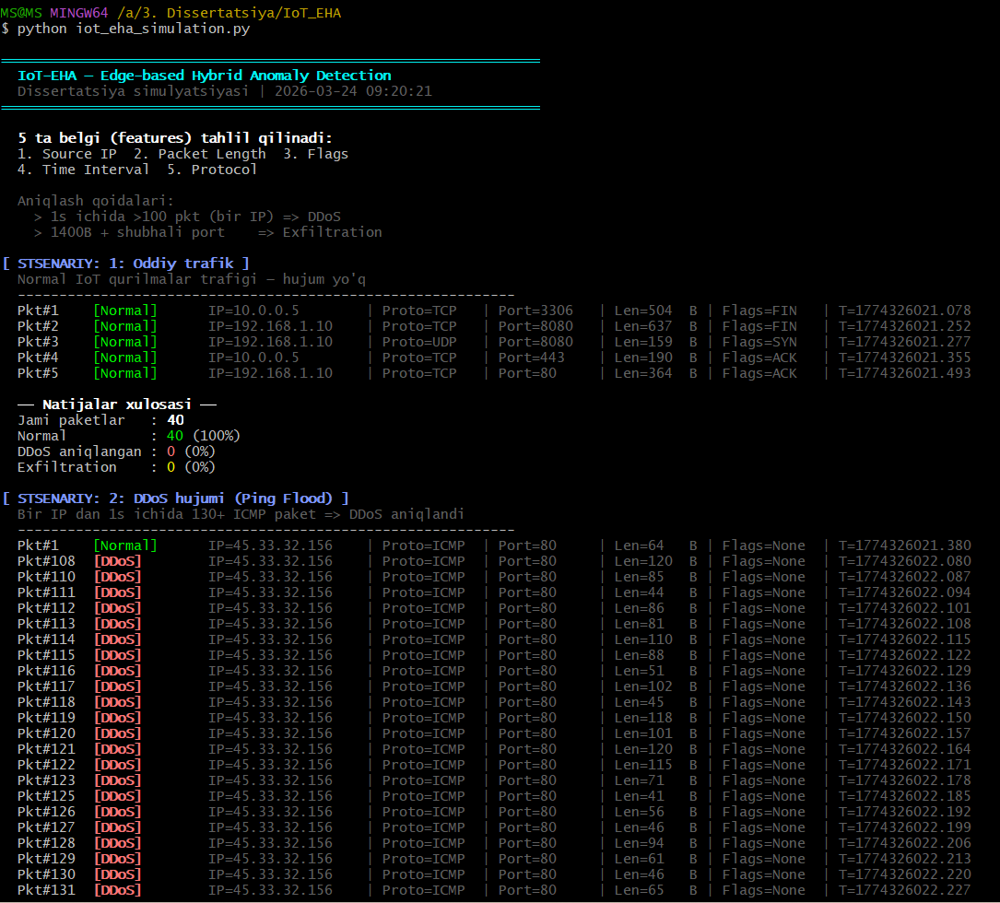 MS@MS MINGW64 /a/3. Dissertatsiya/IoT_EHA
$ python iot_eha_simulation.py
IoT-EHA — Edge-based Hybrid Anomaly Detection
Dissertatsiya simulyatsiyasi | 2026-03-24 09:20:21
5 ta belgi (features) tahlil qilinadi:
1. Source IP  2. Packet Length  3. Flags
4. Time Interval  5. Protocol
Aniqlash qoidalari:
> 1s ichida >100 pkt (bir IP) => DDoS
> 1400B + shubhali port    => Exfiltration
[ STSENARIY: 1: Oddiy trafik ]
Normal IoT qurilmalar trafigi — hujum yo'q
------------------------------------------------------------
Pkt#1    [Normal]      IP=10.0.0.5        | Proto=TCP   | Port=3306   | Len=504  B | Flags=FIN   | T=1774326021.078
Pkt#2    [Normal]      IP=192.168.1.10    | Proto=TCP   | Port=8080   | Len=637  B | Flags=FIN   | T=1774326021.252
Pkt#3    [Normal]      IP=192.168.1.10    | Proto=UDP   | Port=8080   | Len=159  B | Flags=SYN   | T=1774326021.277
Pkt#4    [Normal]      IP=10.0.0.5        | Proto=TCP   | Port=443    | Len=190  B | Flags=ACK   | T=1774326021.355
Pkt#5    [Normal]      IP=192.168.1.10    | Proto=TCP   | Port=80     | Len=364  B | Flags=ACK   | T=1774326021.493
── Natijalar xulosasi ──
Jami paketlar   : 40
Normal          : 40 (100%)
DDoS aniqlangan : 0 (0%)
Exfiltration    : 0 (0%)
[ STSENARIY: 2: DDoS hujumi (Ping Flood) ]
Bir IP dan 1s ichida 130+ ICMP paket => DDoS aniqlandi
------------------------------------------------------------
Pkt#1    [Normal]      IP=45.33.32.156    | Proto=ICMP  | Port=80     | Len=64   B | Flags=None  | T=1774326021.380
Pkt#108  [DDoS]        IP=45.33.32.156    | Proto=ICMP  | Port=80     | Len=120  B | Flags=None  | T=1774326022.080
Pkt#110  [DDoS]        IP=45.33.32.156    | Proto=ICMP  | Port=80     | Len=85   B | Flags=None  | T=1774326022.087
Pkt#111  [DDoS]        IP=45.33.32.156    | Proto=ICMP  | Port=80     | Len=44   B | Flags=None  | T=1774326022.094
Pkt#112  [DDoS]        IP=45.33.32.156    | Proto=ICMP  | Port=80     | Len=86   B | Flags=None  | T=1774326022.101
Pkt#113  [DDoS]        IP=45.33.32.156    | Proto=ICMP  | Port=80     | Len=81   B | Flags=None  | T=1774326022.108
Pkt#114  [DDoS]        IP=45.33.32.156    | Proto=ICMP  | Port=80     | Len=110  B | Flags=None  | T=1774326022.115
Pkt#115  [DDoS]        IP=45.33.32.156    | Proto=ICMP  | Port=80     | Len=88   B | Flags=None  | T=1774326022.122
Pkt#116  [DDoS]        IP=45.33.32.156    | Proto=ICMP  | Port=80     | Len=51   B | Flags=None  | T=1774326022.129
Pkt#117  [DDoS]        IP=45.33.32.156    | Proto=ICMP  | Port=80     | Len=102  B | Flags=None  | T=1774326022.136
Pkt#118  [DDoS]        IP=45.33.32.156    | Proto=ICMP  | Port=80     | Len=45   B | Flags=None  | T=1774326022.143
Pkt#119  [DDoS]        IP=45.33.32.156    | Proto=ICMP  | Port=80     | Len=118  B | Flags=None  | T=1774326022.150
Pkt#120  [DDoS]        IP=45.33.32.156    | Proto=ICMP  | Port=80     | Len=101  B | Flags=None  | T=1774326022.157
Pkt#121  [DDoS]        IP=45.33.32.156    | Proto=ICMP  | Port=80     | Len=120  B | Flags=None  | T=1774326022.164
Pkt#122  [DDoS]        IP=45.33.32.156    | Proto=ICMP  | Port=80     | Len=115  B | Flags=None  | T=1774326022.171
Pkt#123  [DDoS]        IP=45.33.32.156    | Proto=ICMP  | Port=80     | Len=71   B | Flags=None  | T=1774326022.178
Pkt#125  [DDoS]        IP=45.33.32.156    | Proto=ICMP  | Port=80     | Len=41   B | Flags=None  | T=1774326022.185
Pkt#126  [DDoS]        IP=45.33.32.156    | Proto=ICMP  | Port=80     | Len=56   B | Flags=None  | T=1774326022.192
Pkt#127  [DDoS]        IP=45.33.32.156    | Proto=ICMP  | Port=80     | Len=46   B | Flags=None  | T=1774326022.199
Pkt#128  [DDoS]        IP=45.33.32.156    | Proto=ICMP  | Port=80     | Len=94   B | Flags=None  | T=1774326022.206
Pkt#129  [DDoS]        IP=45.33.32.156    | Proto=ICMP  | Port=80     | Len=61   B | Flags=None  | T=1774326022.213
Pkt#130  [DDoS]        IP=45.33.32.156    | Proto=ICMP  | Port=80     | Len=46   B | Flags=None  | T=1774326022.220
Pkt#131  [DDoS]        IP=45.33.32.156    | Proto=ICMP  | Port=80     | Len=65   B | Flags=None  | T=1774326022.227